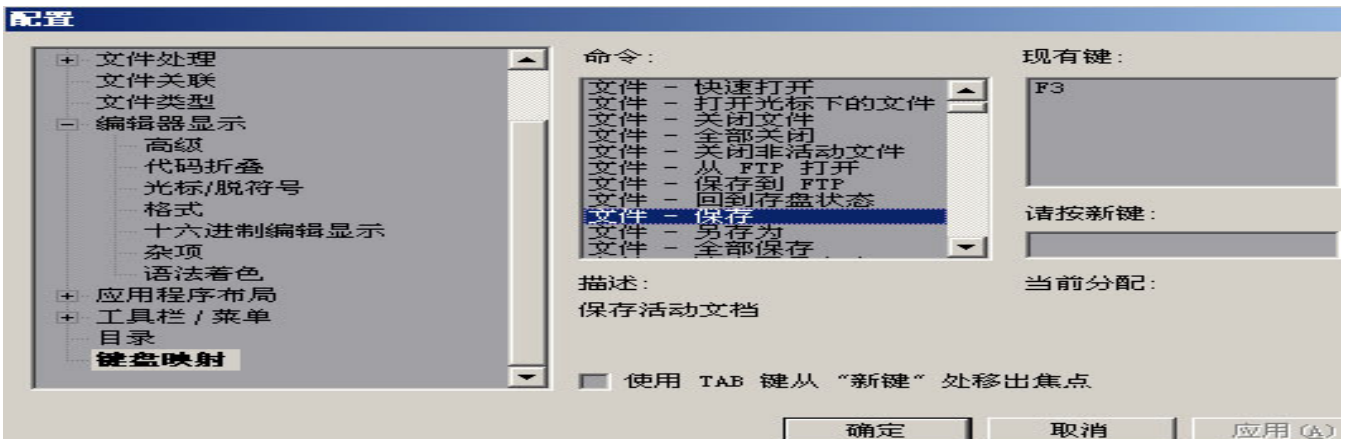 配置
文件处理
文件关联
文件类型
编辑器显示
高级
代码折叠
光标/脱符号
格式
十六进制编辑显示
杂项
语法着色
应用程序布局
工具栏 / 菜单
目录
键盘映射
命令:
文件 - 快速打开
文件 - 打开光标下的文件
文件 - 关闭文件
文件 - 全部关闭
文件 - 关闭非活动文件
文件 - 从 FTP 打开
文件 - 保存到 FTP
文件 - 回到存盘状态
文件 - 保存
文件 - 另存为
文件 - 全部保存
描述:
保存活动文档
使用 TAB 键从 “新键” 处移出焦点
现有键:
F3
请按新键:
当前分配:
确定
取消
应用(A)